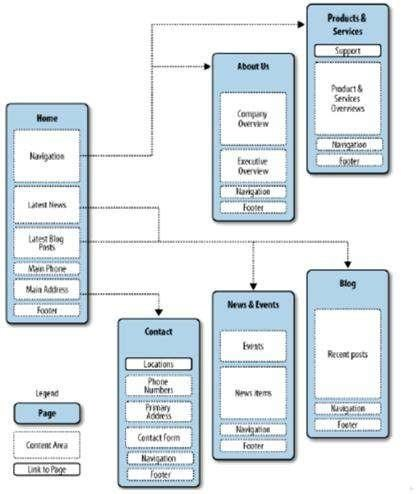 Products &
Services
Support
Product &
Services
Overviews
Navigation
Footer
About Us
Company
Overview
Executive
Overview
Navigation
Footer
Home
Navigation
Latest News
Latest Blog
Posts
Main Phone
Main Address
Footer
Contact
Locations
Phone
Numbers
Primary
Address
Contact Form
Navigation
Footer
News & Events
Events
News items
Navigation
Footer
Blog
Recent posts
Navigation
Footer
Legend
Page
Content Area
Link to Page